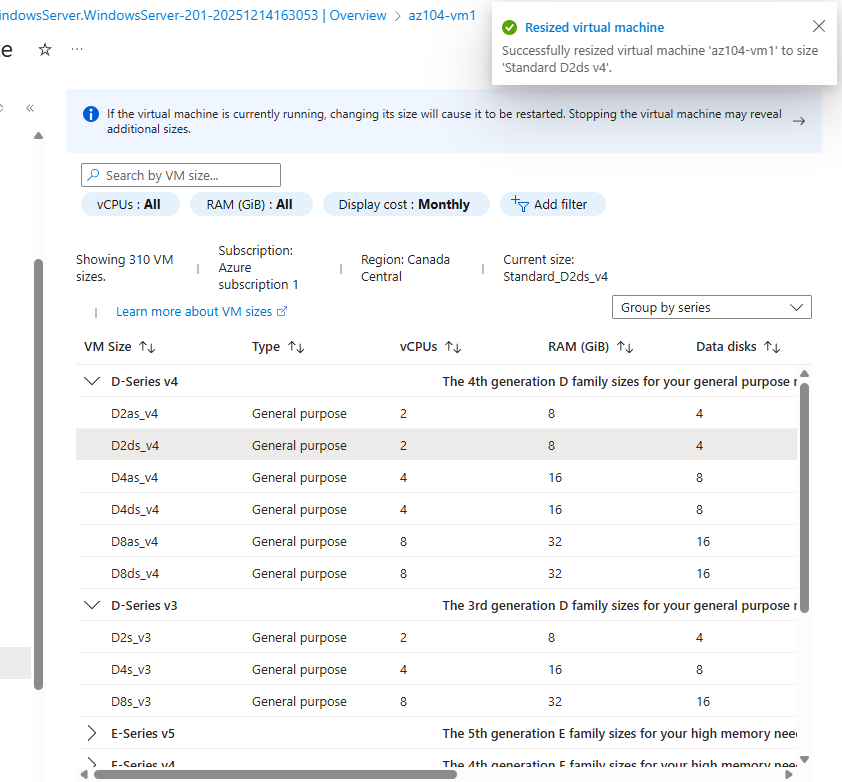 indowsServer.WindowsServer-201-20251214163053 | Overview > az104-vm1
e ☆ ···
Resized virtual machine
Successfully resized virtual machine 'az104-vm1' to size
'Standard D2ds v4'.
«
If the virtual machine is currently running, changing its size will cause it to be restarted. Stopping the virtual machine may reveal
additional sizes.
Search by VM size...
vCPUs : All
RAM (GiB) : All
Display cost : Monthly
Add filter
Showing 310 VM
sizes.
Subscription:
Azure
subscription 1
Region: Canada
Central
Current size:
Standard_D2ds_v4
Learn more about VM sizes
Group by series
VM Size Type vCPUs RAM (GiB) Data disks
D-Series v4 The 4th generation D family sizes for your general purpose
D2as_v4 General purpose 2 8 4
D2ds_v4 General purpose 2 8 4
D4as_v4 General purpose 4 16 8
D4ds_v4 General purpose 4 16 8
D8as_v4 General purpose 8 32 16
D8ds_v4 General purpose 8 32 16
D-Series v3 The 3rd generation D family sizes for your general purpose
D2s_v3 General purpose 2 8 4
D4s_v3 General purpose 4 16 8
D8s_v3 General purpose 8 32 16
E-Series v5 The 5th generation E family sizes for your high memory nee
E-Series v4 The 4th generation E family sizes for your high memory nee